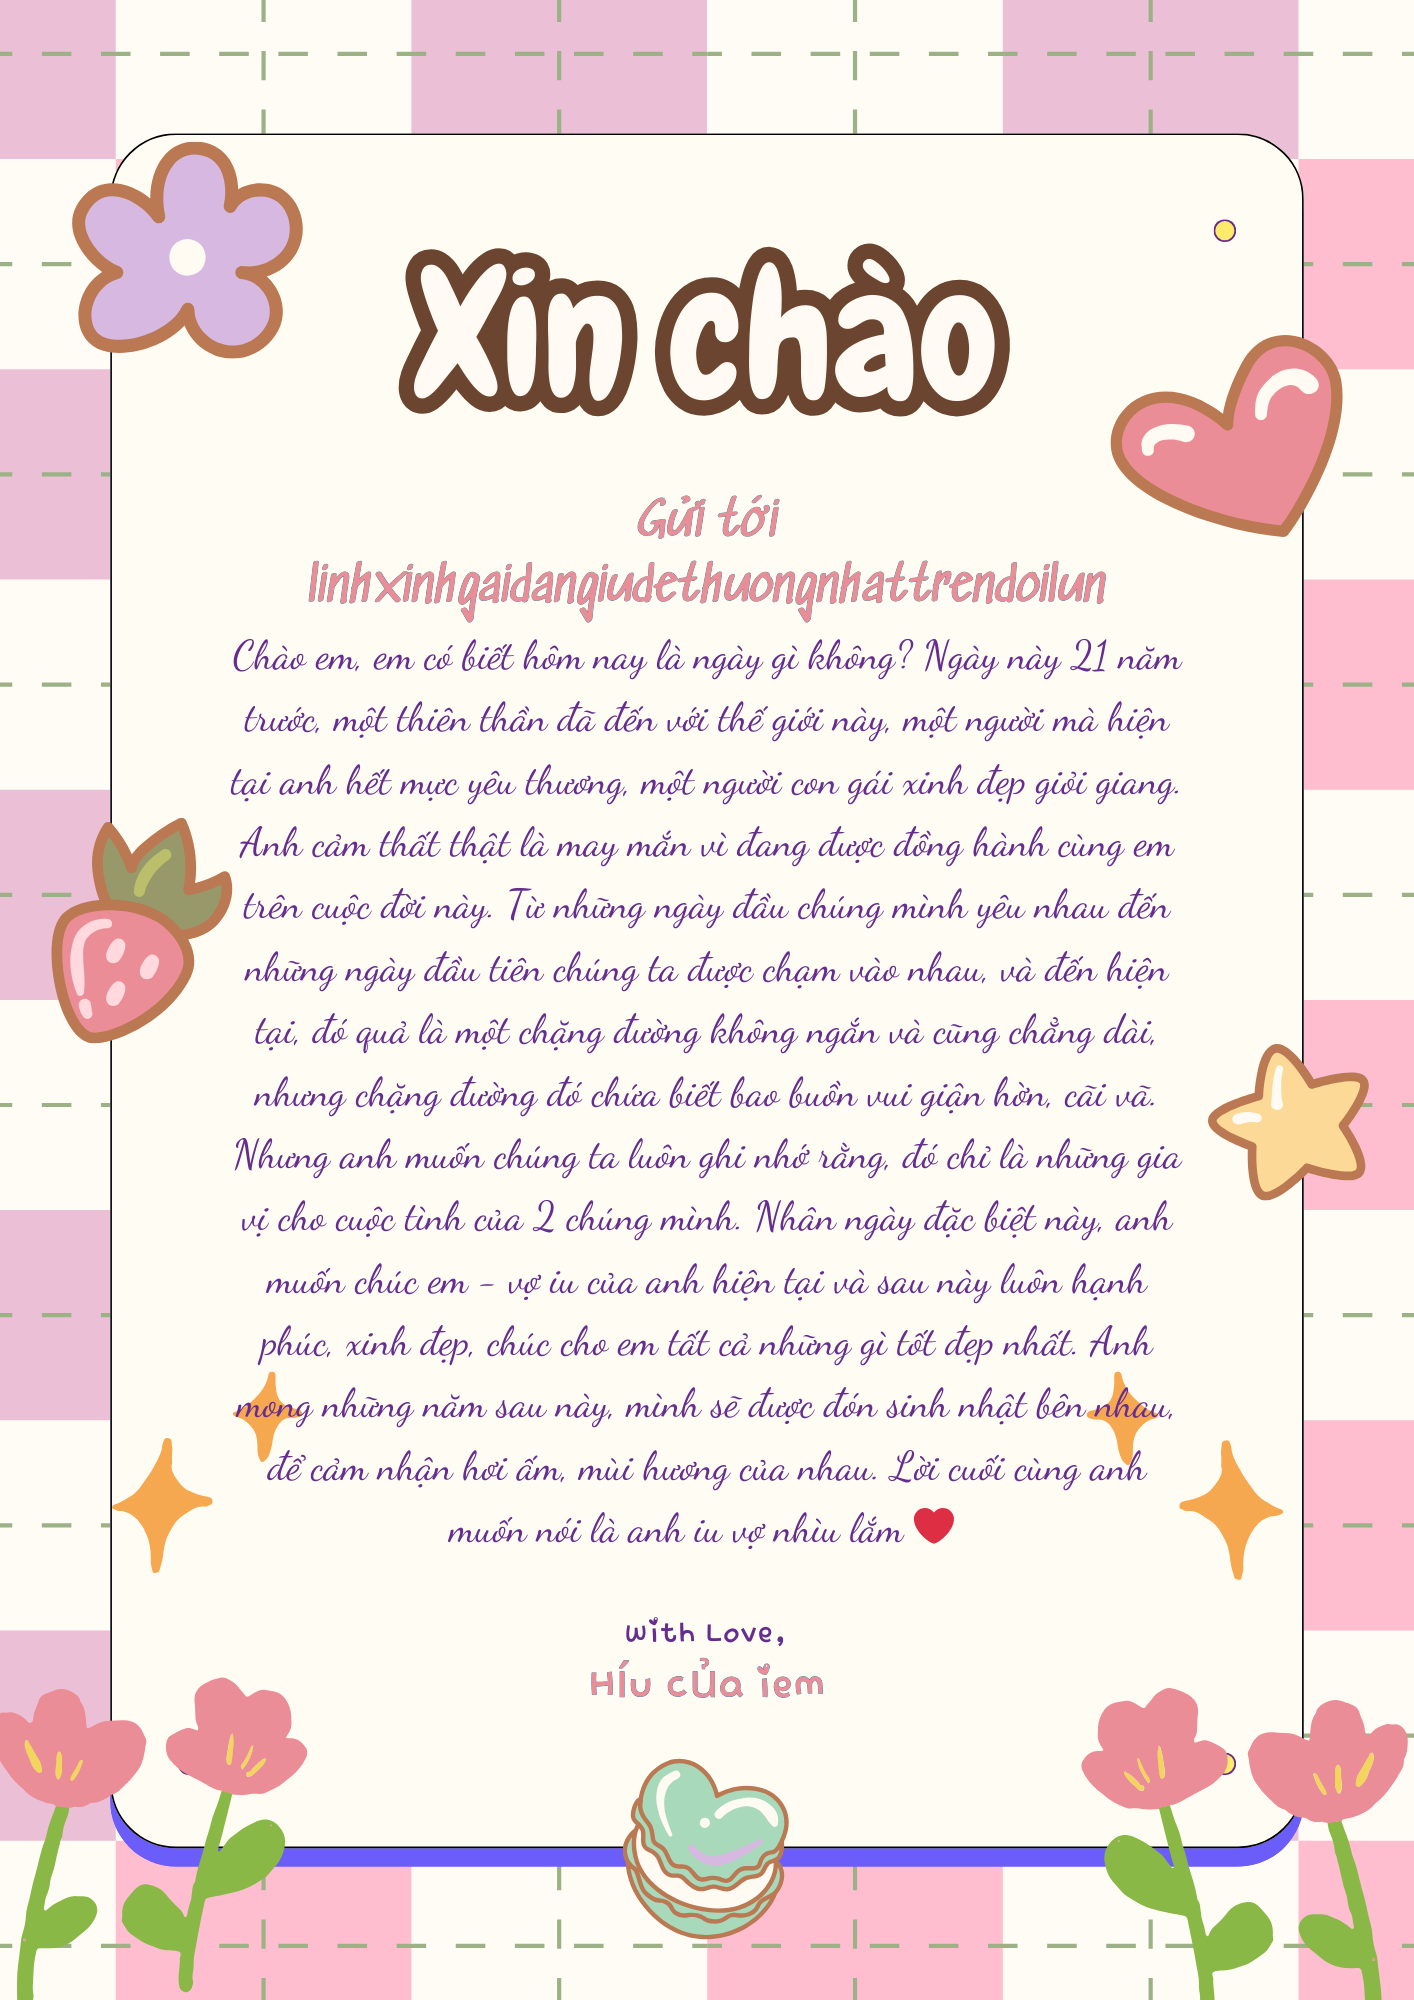 Xin chào
Gửi tới
linhxinhgaidangiudethuongnhattrendoilun
Chào em, em có biết hôm nay là ngày gì không? Ngày này 21 năm
trước, một thiên thần đã đến với thế giới này, một người mà hiện
tại anh hết mực yêu thương, một người con gái xinh đẹp giỏi giang.
Anh cảm thất thật là may mắn vì đang được đồng hành cùng em
trên cuộc đời này. Từ những ngày đầu chúng mình yêu nhau đến
những ngày đầu tiên chúng ta được chạm vào nhau, và đến hiện
tại, đó quả là một chặng đường không ngắn và cũng chẳng dài,
nhưng chặng đường đó chứa biết bao buồn vui giận hờn, cãi vã.
Nhưng anh muốn chúng ta luôn ghi nhớ rằng, đó chỉ là những gia
vị cho cuộc tình của 2 chúng mình. Nhân ngày đặc biệt này, anh
muốn chúc em - vợ iu của anh hiện tại và sau này luôn hạnh
phúc, xinh đẹp, chúc cho em tất cả những gì tốt đẹp nhất. Anh
mong những năm sau này, mình sẽ được đón sinh nhật bên nhau,
để cảm nhận hơi ấm, mùi hương của nhau. Lời cuối cùng anh
muốn nói là anh iu vợ nhìu lắm ❤️
With Love,
Híu của iem